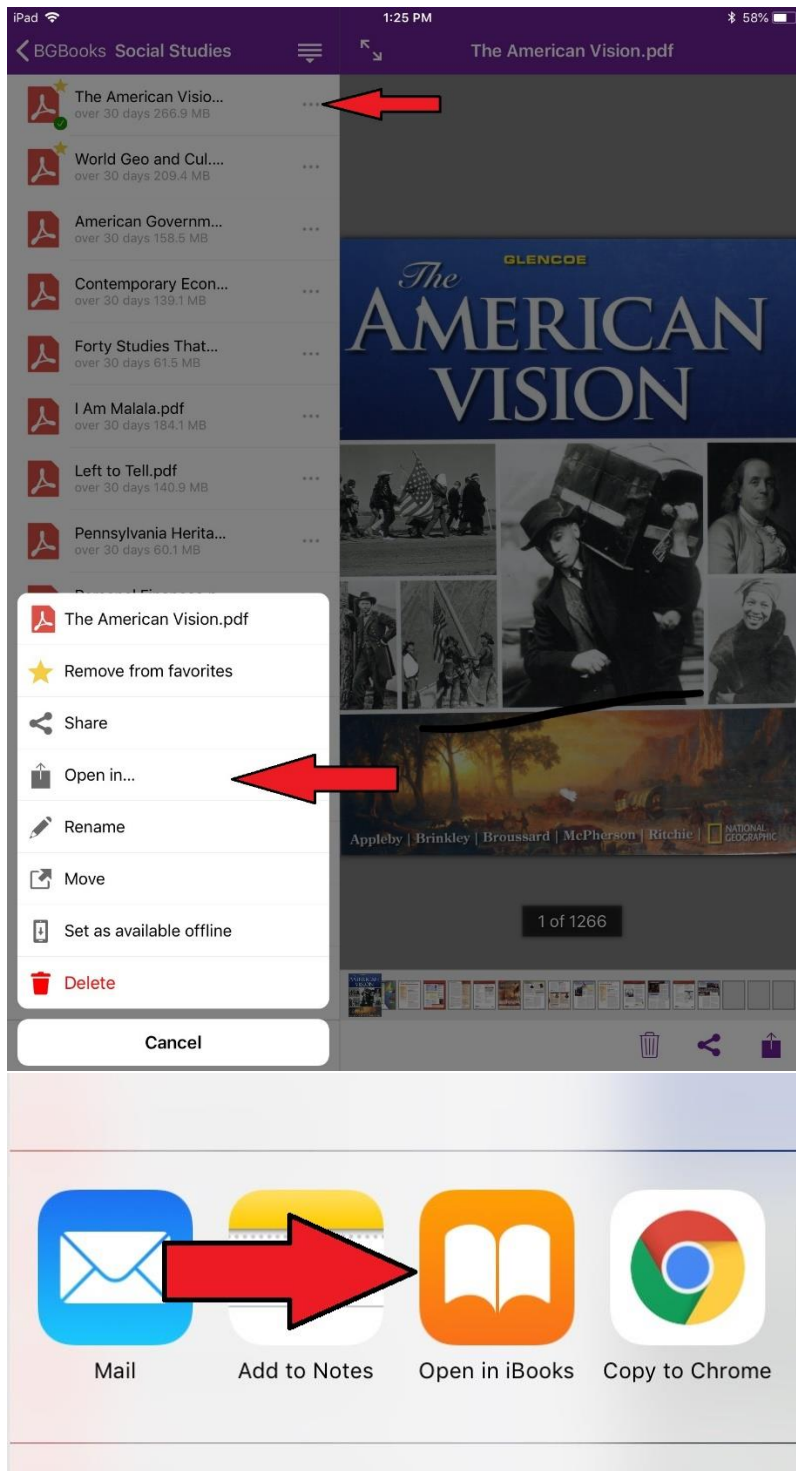 iPad 1:25 PM 58%
BGBooks Social Studies
The American Vision.pdf
The American Visio...
over 30 days 266.9 MB
World Geo and Cul....
over 30 days 209.4 MB
American Governm...
over 30 days 158.5 MB
Contemporary Econ...
over 30 days 139.1 MB
Forty Studies That...
over 30 days 61.5 MB
I Am Malala.pdf
over 30 days 184.1 MB
Left to Tell.pdf
over 30 days 140.9 MB
Pennsylvania Herita...
over 30 days 60.1 MB
The American Vision.pdf
Remove from favorites
Share
Open in...
Rename
Move
Set as available offline
Delete
Cancel
GLENCOE
The
AMERICAN
VISION
Appleby | Brinkley | Broussard | McPherson | Ritchie |
NATIONAL
GEOGRAPHIC
1 of 1266
Mail
Add to Notes
Open in iBooks
Copy to Chrome